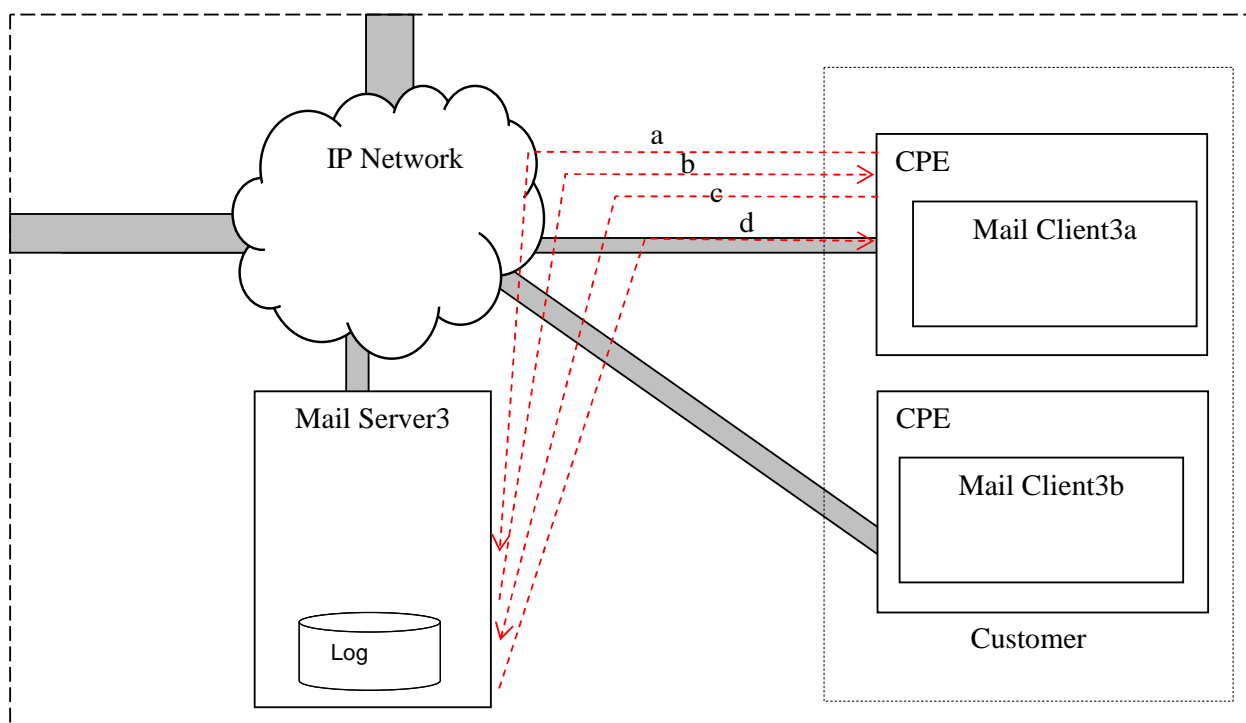 a
IP Network
b
CPE
c
d
Mail Client3a
Mail Server3
CPE
Mail Client3b
Log
Customer